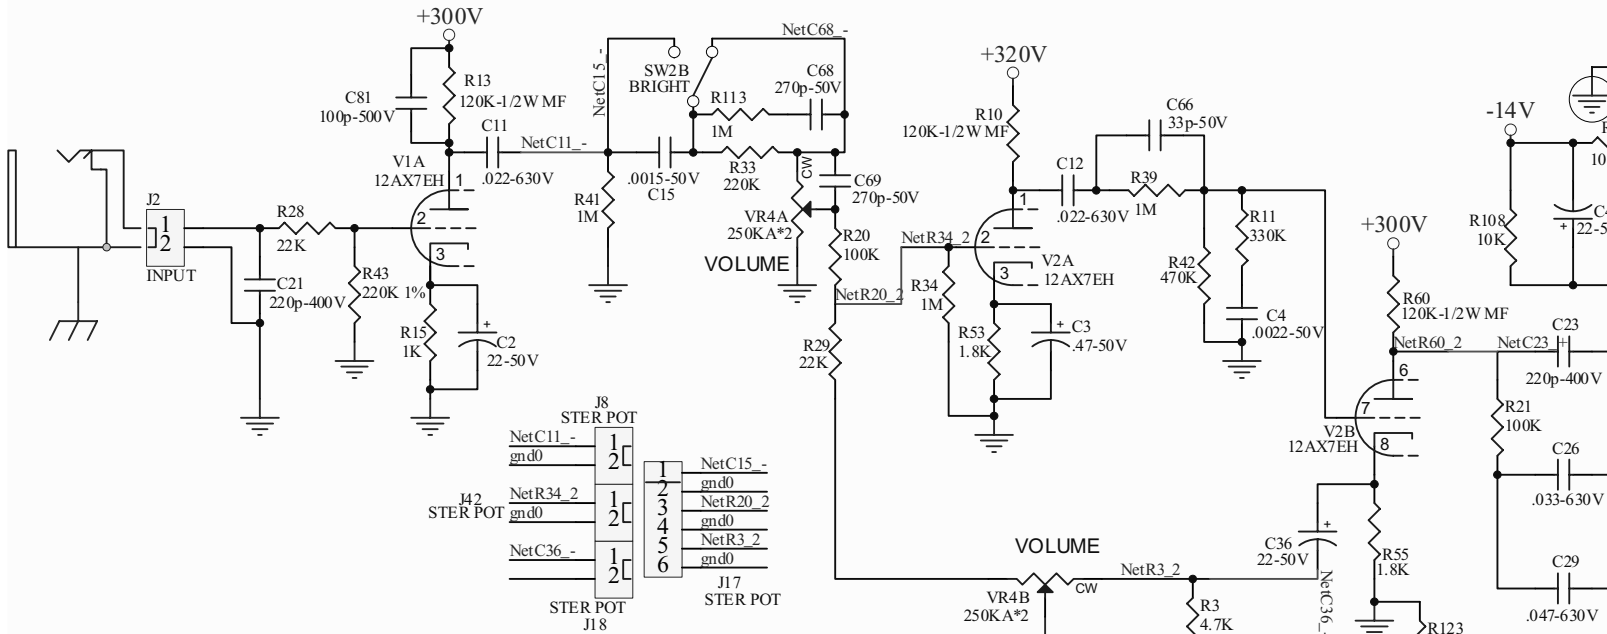 +300V
R13
120K-1/2W MF
C81
100p-500V
C11
.022-630V
NetC11_-
V1A
12AX7EH
1
2
3
J2
1
2
INPUT
R28
22K
C21
220p-400V
R43
220K 1%
R15
1K
+
C2
22-50V
NetC15_-
SW2B
BRIGHT
NetC68_-
C68
270p-50V
R113
1M
R41
1M
.0015-50V
C15
R33
220K
CW
C69
270p-50V
VR4A
250KA*2
VOLUME
R20
100K
NetR20_2
R29
22K
NetR34_2
+320V
R10
120K-1/2W MF
C12
.022-630V
C66
33p-50V
R39
1M
1
2
3
V2A
12AX7EH
R34
1M
R53
1.8K
+
C3
.47-50V
R42
470K
R11
330K
C4
.0022-50V
-14V
R108
10K
R
10
C4
+
22-5
+300V
R60
120K-1/2W MF
NetR60_2
NetC23_+
C23
220p-400V
6
7
8
V2B
12AX7EH
R21
100K
C26
.033-630V
C29
.047-630V
C36
22-50V
+
NetC36_-
R55
1.8K
R123
VOLUME
VR4B
250KA*2
CW
NetR3_2
R3
4.7K
J8
STER POT
NetC11_-
gnd0
1
2
J42
STER POT
NetR34_2
gnd0
1
2
NetC36_-
1
2
STER POT
J18
1
2
3
4
5
6
NetC15_-
gnd0
NetR20_2
gnd0
NetR3_2
gnd0
J17
STER POT